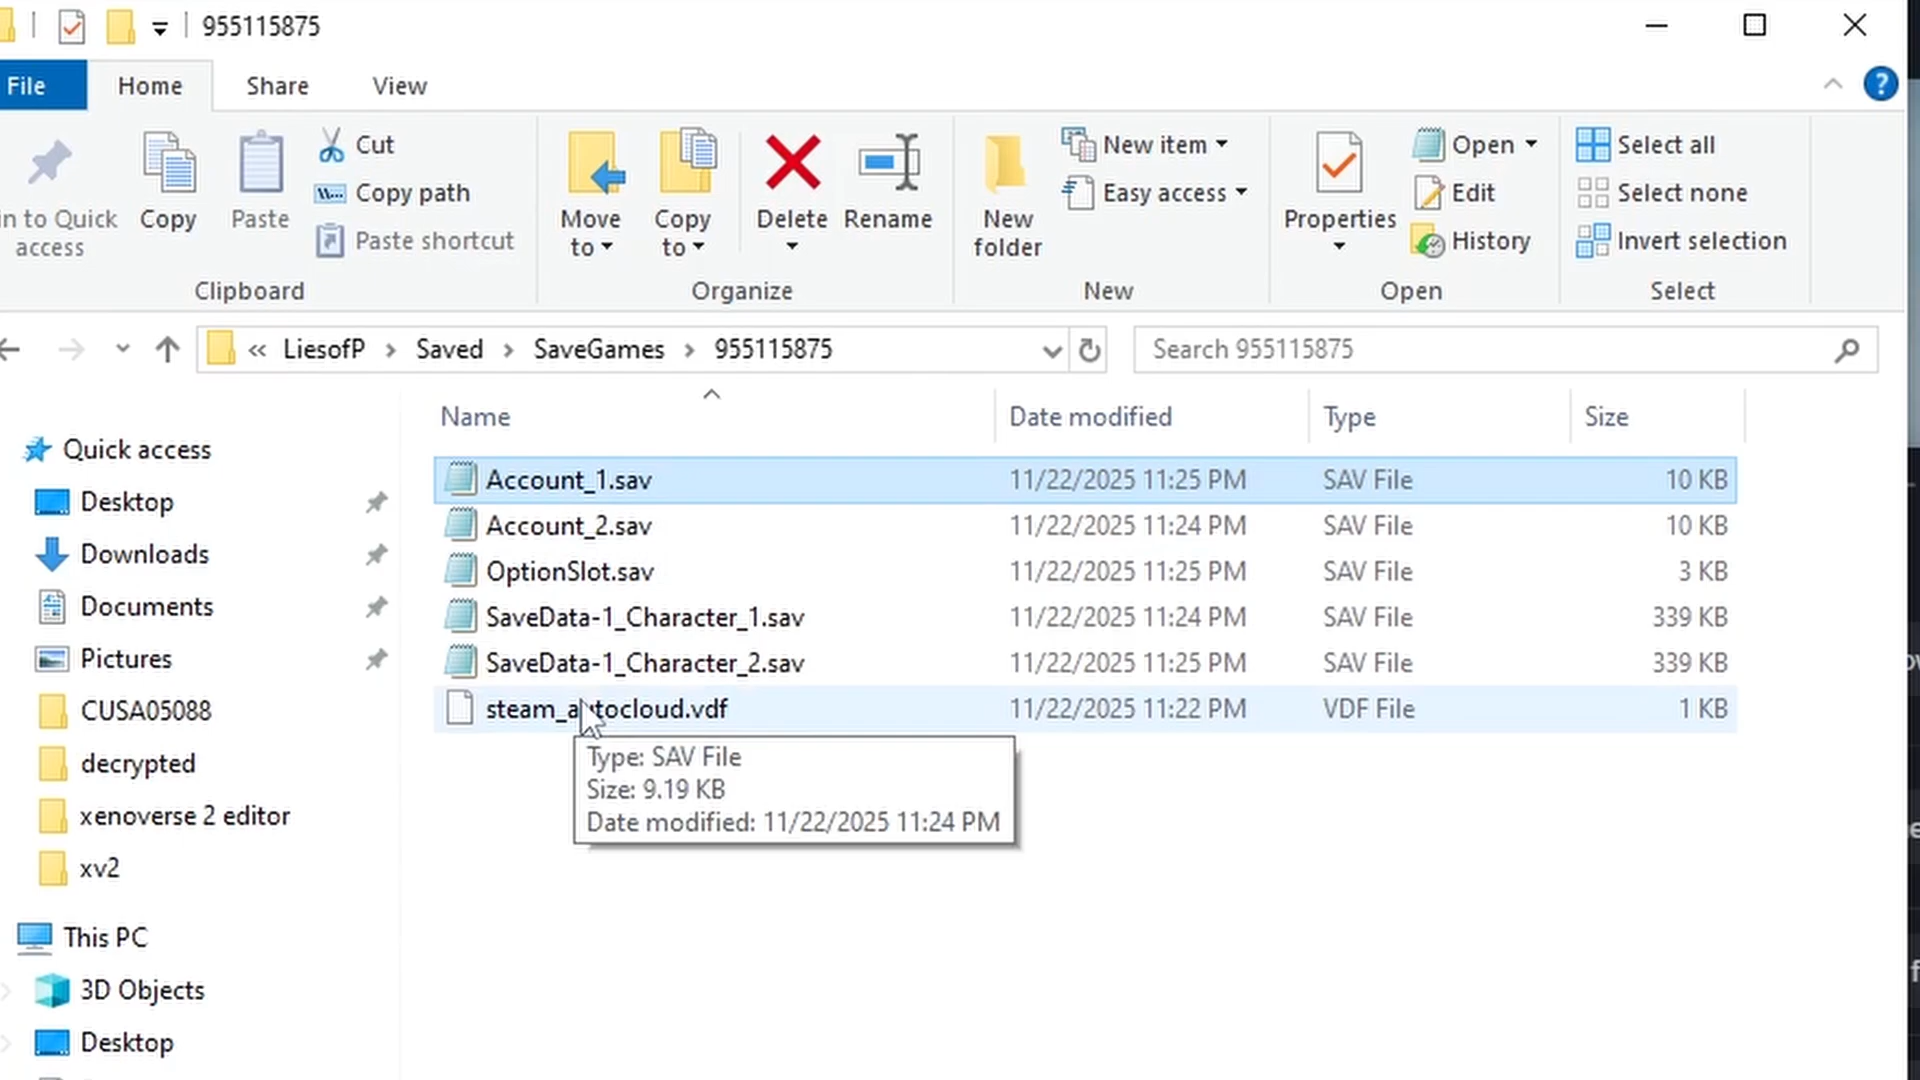 955115875
File Home Share View
in to Quick access
Copy
Paste
Cut
Copy path
Paste shortcut
Clipboard
Move to
Copy to
Delete
Rename
Organize
New folder
New item
Easy access
New
Properties
Open
Edit
History
Open
Select all
Select none
Invert selection
Select
« LiesofP > Saved > SaveGames > 955115875
Search 955115875
Name Date modified Type Size
Account_1.sav 11/22/2025 11:25 PM SAV File 10 KB
Account_2.sav 11/22/2025 11:24 PM SAV File 10 KB
OptionSlot.sav 11/22/2025 11:25 PM SAV File 3 KB
SaveData-1_Character_1.sav 11/22/2025 11:24 PM SAV File 339 KB
SaveData-1_Character_2.sav 11/22/2025 11:25 PM SAV File 339 KB
steam_autocloud.vdf 11/22/2025 11:22 PM VDF File 1 KB
Type: SAV File
Size: 9.19 KB
Date modified: 11/22/2025 11:24 PM
Quick access
Desktop
Downloads
Documents
Pictures
CUSA05088
decrypted
xenoverse 2 editor
xv2
This PC
3D Objects
Desktop